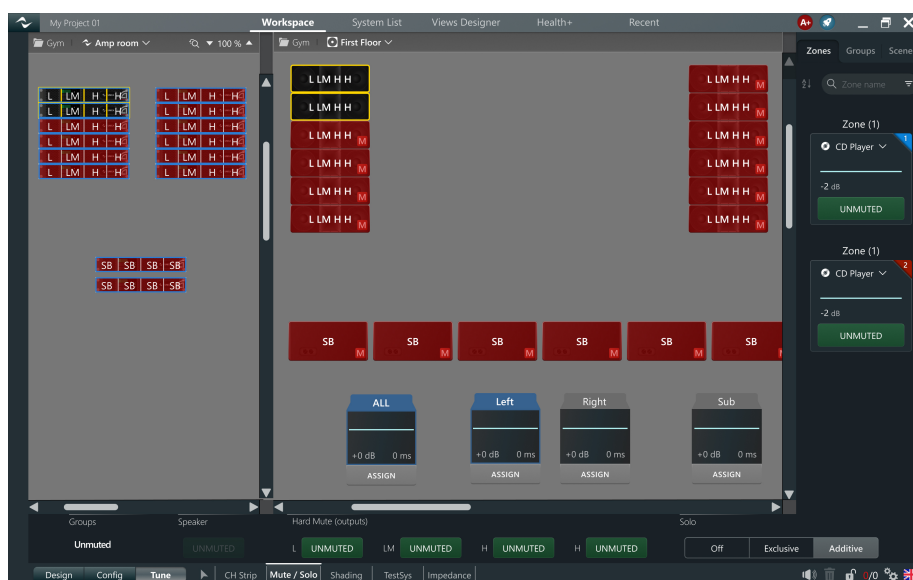 My Project 01 Workspace System List Views Designer Health+ Recent A+
Gym Amp room 100 % Gym First Floor Zones Groups Scene
L LM H H L LM H H L LM H H L LM H H M
L LM H H L LM H H L LM H H L LM H H M
L LM H H L LM H H L LM H H M L LM H H M
L LM H H L LM H H L LM H H M L LM H H M
L LM H H L LM H H L LM H H M L LM H H M
L LM H H L LM H H L LM H H M L LM H H M
SB SB SB SB
SB SB SB SB
SB M SB M SB M SB M SB M SB M
ALL Left Right Sub
+0 dB 0 ms +0 dB 0 ms +0 dB 0 ms +0 dB 0 ms
ASSIGN ASSIGN ASSIGN ASSIGN
Zone name
Zone (1)
1
CD Player
-2 dB
UNMUTED
Zone (1)
2
CD Player
-2 dB
UNMUTED
Groups Speaker Hard Mute (outputs) Solo
Unmuted UNMUTED L UNMUTED LM UNMUTED H UNMUTED H UNMUTED Off Exclusive Additive
Design Config Tune CH Strip Mute / Solo Shading TestSys Impedance 0/0